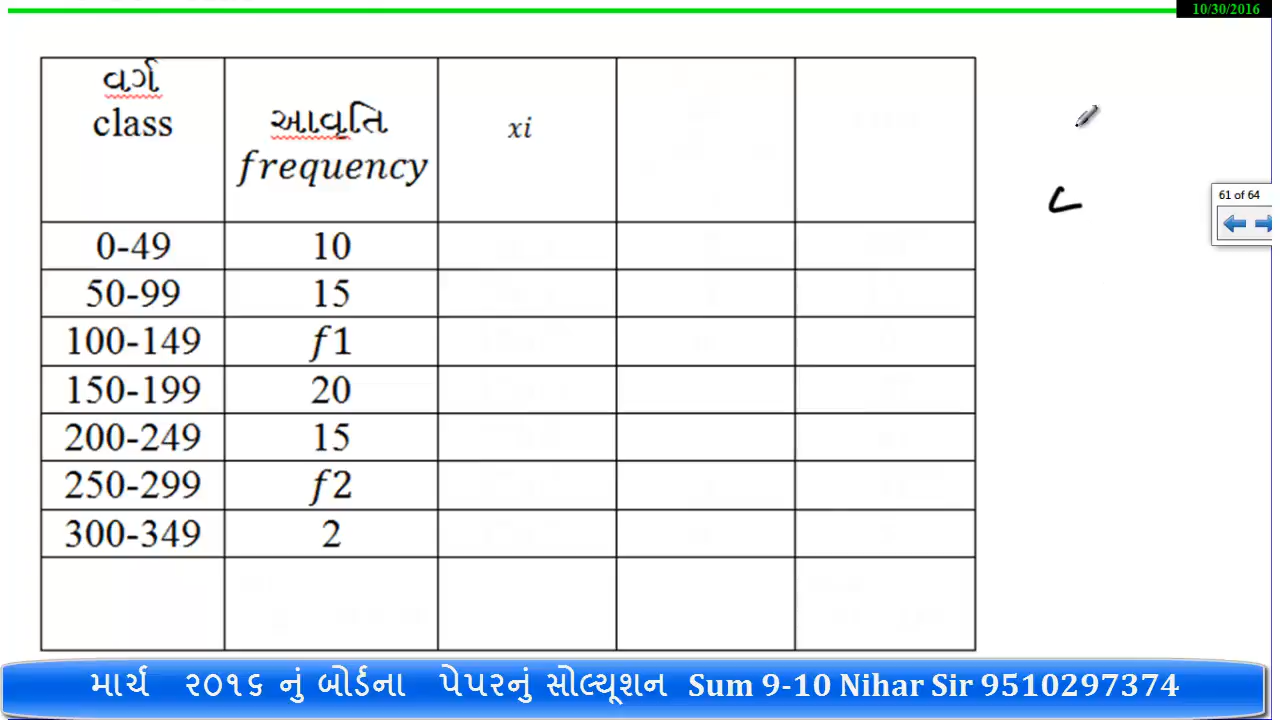 10/30/2016
વર્ગ
class
આવૃતિ
frequency
xi
0-49 10
50-99 15
100-149 f1
150-199 20
200-249 15
250-299 f2
300-349 2
61 of 64
માર્ચ ૨૦૧૬ નું બોર્ડના પેપરનું સોલ્યૂશન Sum 9-10 Nihar Sir 9510297374